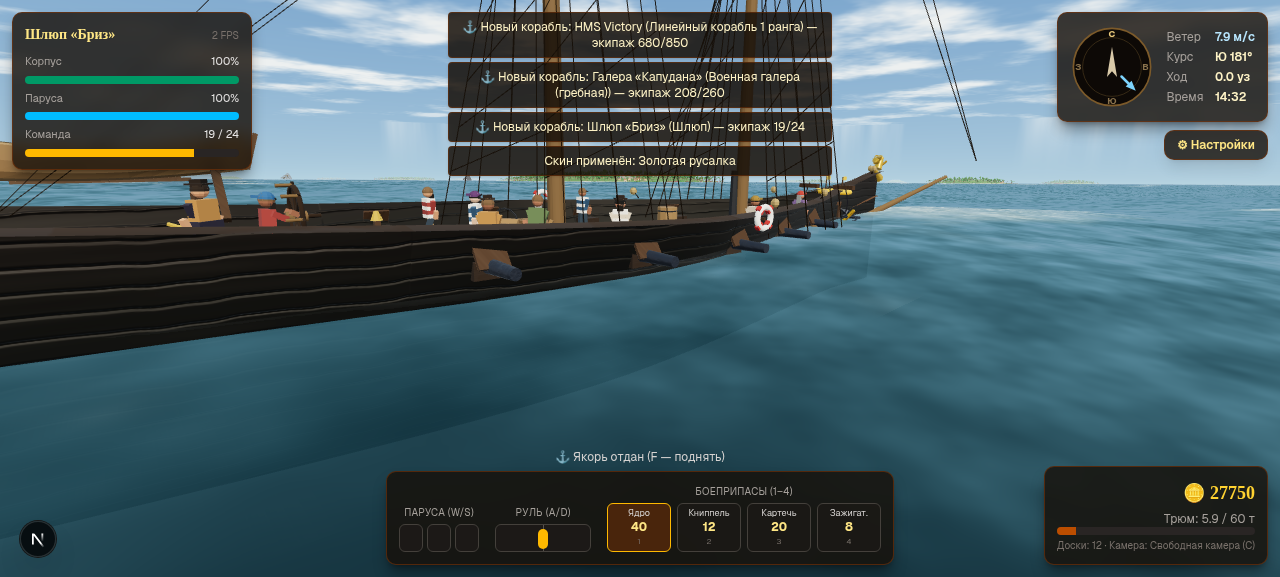 Шлюп «Бриз»
2 FPS
Корпус 100%
Паруса 100%
Команда 19 / 24
⚓ Новый корабль: HMS Victory (Линейный корабль 1 ранга) —
экипаж 680/850
⚓ Новый корабль: Галера «Капудана» (Военная галера
(гребная)) — экипаж 208/260
⚓ Новый корабль: Шлюп «Бриз» (Шлюп) — экипаж 19/24
Скин применён: Золотая русалка
С
З
В
Ю
Ветер 7.9 м/с
Курс Ю 181°
Ход 0.0 уз
Время 14:32
⚙ Настройки
⚓ Якорь отдан (F — поднять)
ПАРУСА (W/S)
РУЛЬ (A/D)
БОЕПРИПАСЫ (1–4)
Ядро
40
1
Книппель
12
2
Картечь
20
3
Зажигат.
8
4
🪙 27750
Трюм: 5.9 / 60 т
Доски: 12 · Камера: Свободная камера (C)
N